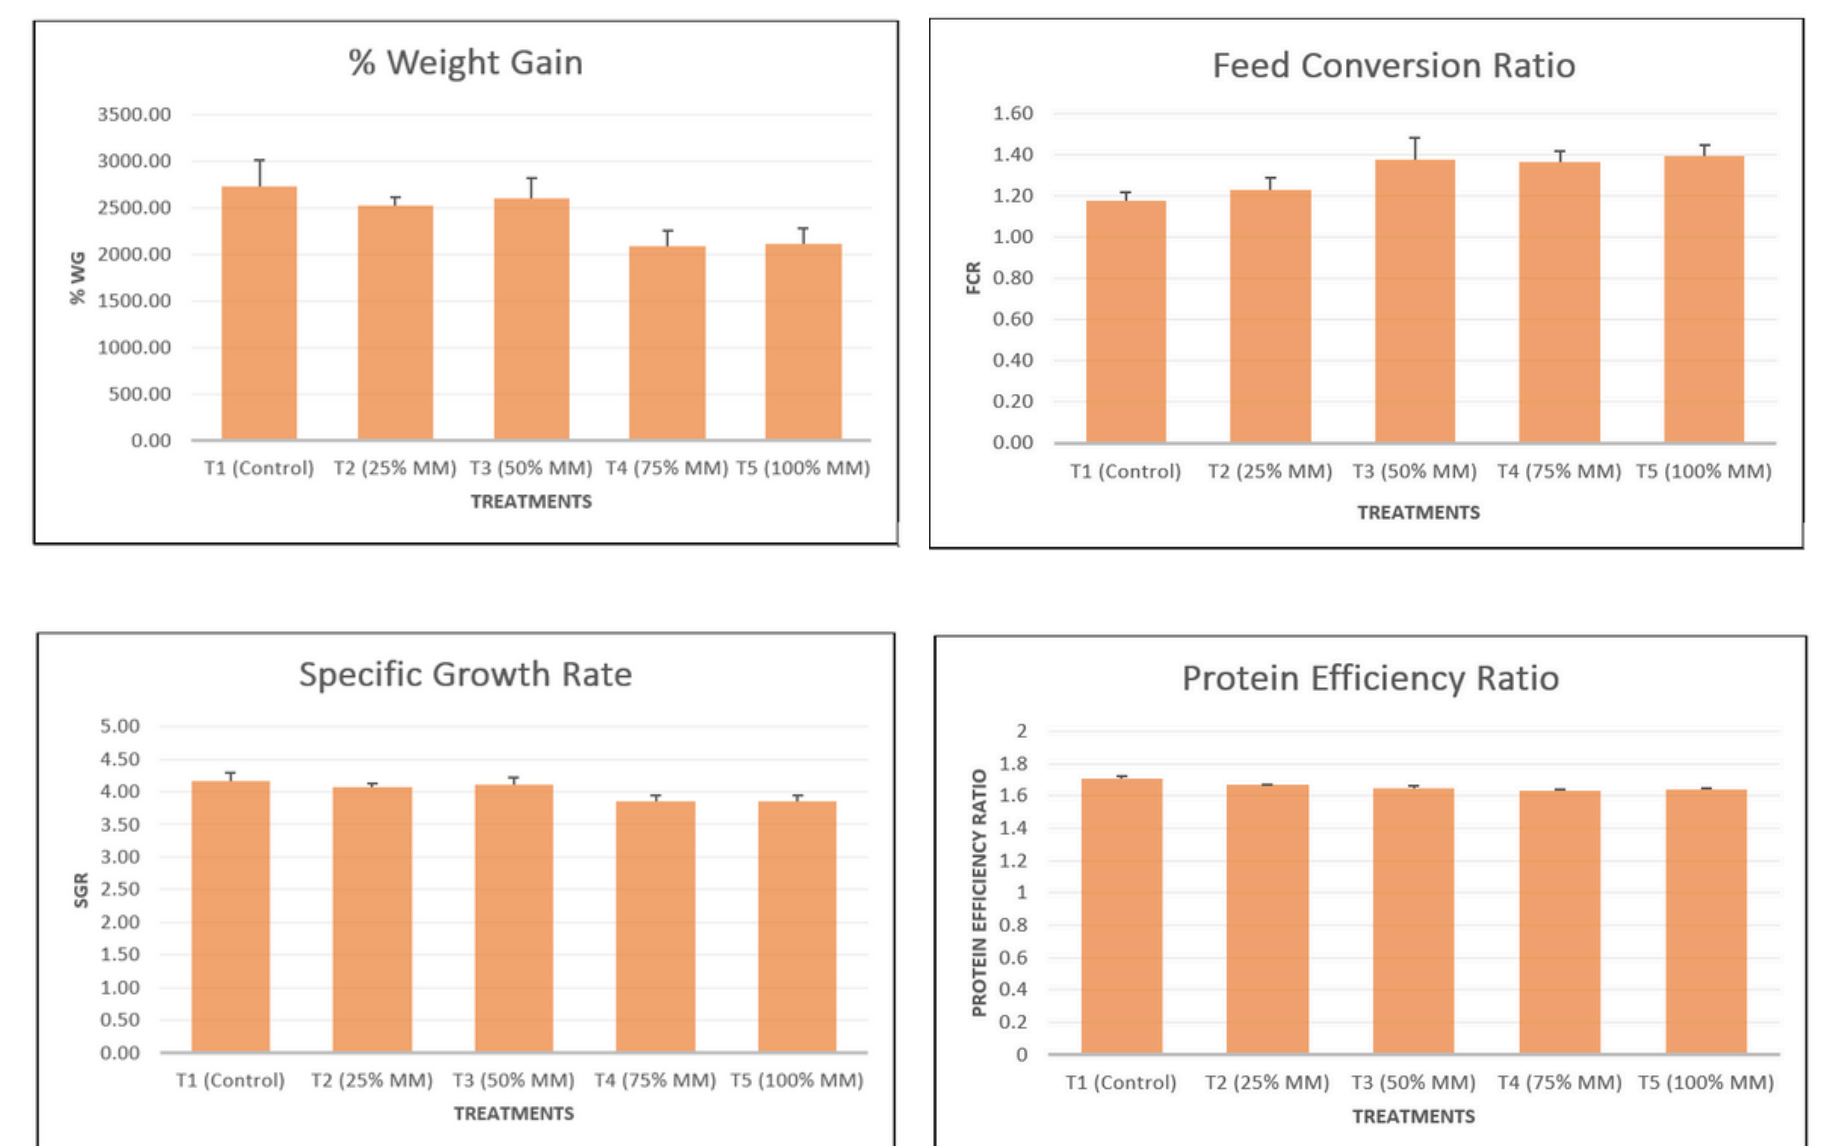 % Weight Gain
3500.00
3000.00
2500.00
2000.00
1500.00
1000.00
500.00
0.00
% WG
T1 (Control) T2 (25% MM) T3 (50% MM) T4 (75% MM) T5 (100% MM)
TREATMENTS
Feed Conversion Ratio
1.60
1.40
1.20
1.00
0.80
0.60
0.40
0.20
0.00
FCR
T1 (Control) T2 (25% MM) T3 (50% MM) T4 (75% MM) T5 (100% MM)
TREATMENTS
Specific Growth Rate
5.00
4.50
4.00
3.50
3.00
2.50
2.00
1.50
1.00
0.50
0.00
SGR
T1 (Control) T2 (25% MM) T3 (50% MM) T4 (75% MM) T5 (100% MM)
TREATMENTS
Protein Efficiency Ratio
2
1.8
1.6
1.4
1.2
1
0.8
0.6
0.4
0.2
0
PROTEIN EFFICIENCY RATIO
T1 (Control) T2 (25% MM) T3 (50% MM) T4 (75% MM) T5 (100% MM)
TREATMENTS